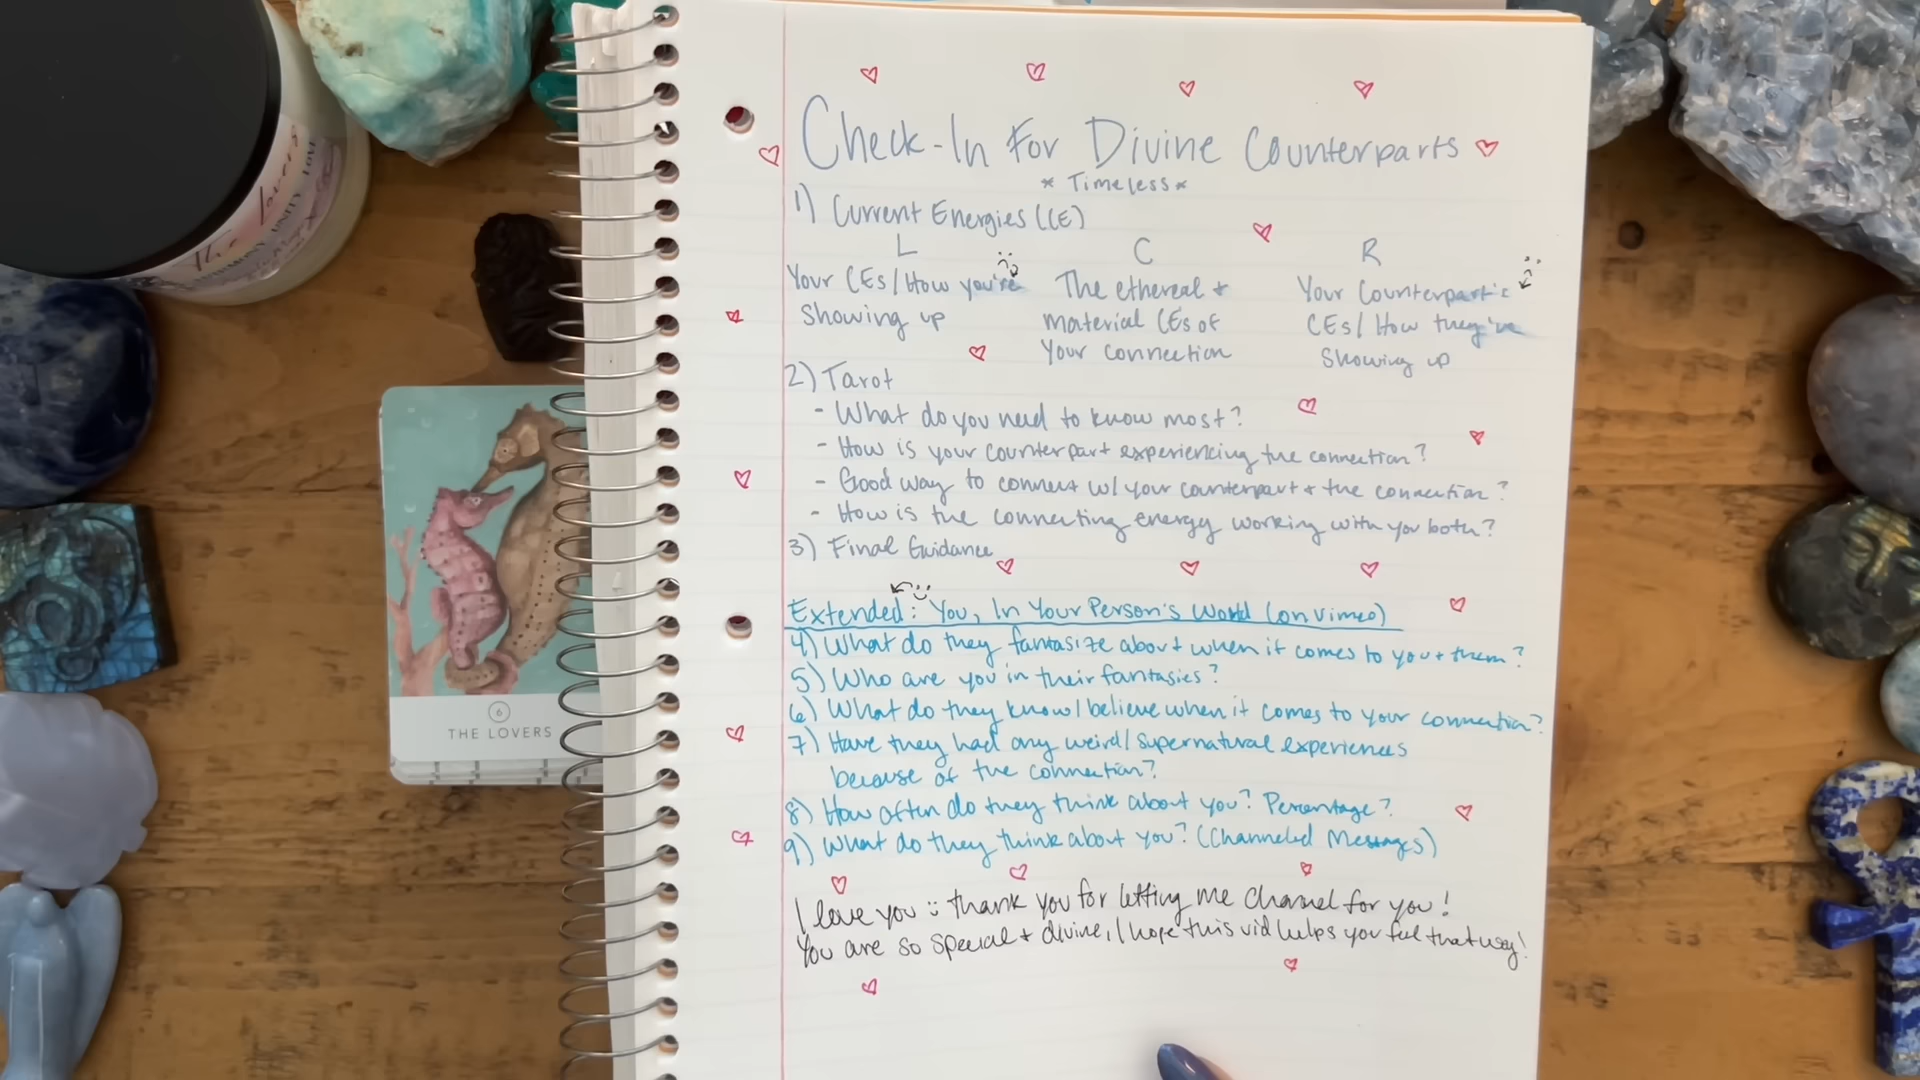 Check-In For Divine Counterparts
* Timeless *
1) Current Energies (CE)
L
Your CEs/How you're
showing up
C
The ethereal +
material CEs of
your connection
R
Your Counterpart's
CEs/How they're
showing up
2) Tarot
- What do you need to know most?
- How is your counterpart experiencing the connection?
- Good way to connect w/ your counterpart + the connection?
- How is the connecting energy working with you both?
3) Final Guidance
Extended: You, In Your Person's World (on Vimeo)
4) What do they fantasize about when it comes to you + them?
5) Who are you in their fantasies?
6) What do they know/believe when it comes to your connection?
7) Have they had any weird/supernatural experiences
because of the connection?
8) How often do they think about you? Percentage?
9) What do they think about you? (Channeled Messages)
I love you :) thank you for letting me channel for you!
You are so special + divine, I hope this vid helps you feel that way!
6
THE LOVERS
The Lovers